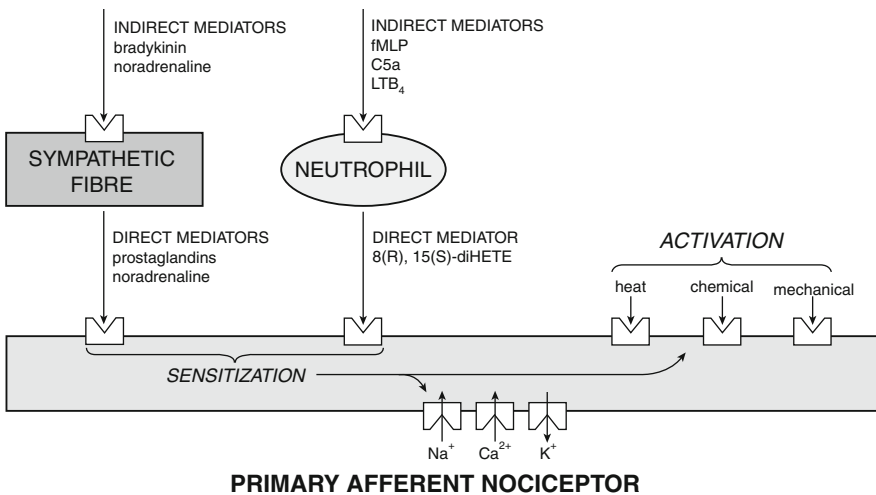 INDIRECT MEDIATORS
bradykinin
noradrenaline
INDIRECT MEDIATORS
fMLP
C5a
LTB₄
SYMPATHETIC
FIBRE
NEUTROPHIL
DIRECT MEDIATORS
prostaglandins
noradrenaline
DIRECT MEDIATOR
8(R), 15(S)-diHETE
ACTIVATION
heat
chemical
mechanical
SENSITIZATION
Na⁺
Ca²⁺
K⁺
PRIMARY AFFERENT NOCICEPTOR